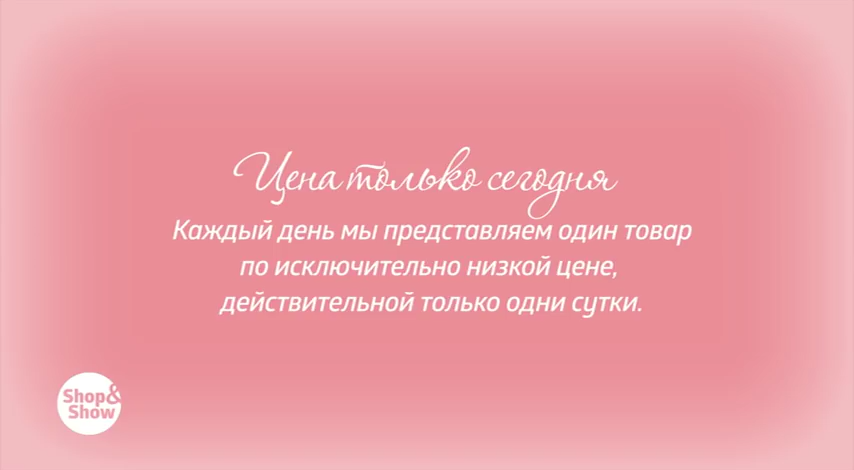 Цена только сегодня
Каждый день мы представляем один товар
по исключительно низкой цене,
действительной только одни сутки.
Shop&
Show